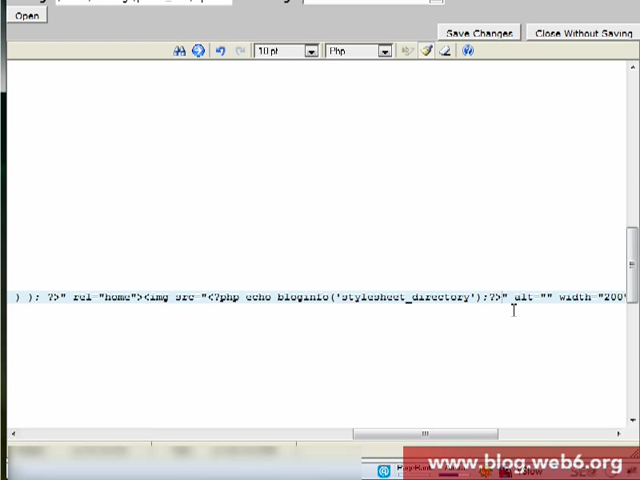 Open
Save Changes
Close Without Saving
10 pt
Php
) ); ?>" rel="home"><img src="<?php echo bloginfo('stylesheet_directory');?>" alt="" width="200"
www.blog.web6.org